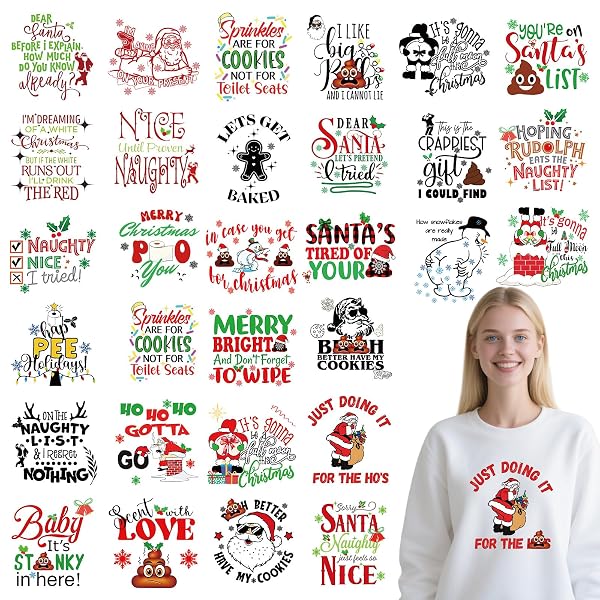 DEAR
Santa
BEFORE I EXPLAIN
HOW MUCH
DO YOU KNOW
already?
ON YOUR PRESENT
Sprinkles
ARE FOR
COOKIES
NOT FOR
Toilet Seats
I LIKE
big
AND I CANNOT LIE
IT'S gonna
be a
full moon
this
Christmas
YOU'RE ON
Santa's
LIST
I'M DREAMING
OF A WHITE
Christmas
BUT IF THE WHITE
RUNS OUT
I'LL DRINK
THE RED
NICE
Until Proven
NAUGHTY
LET'S GET
BAKED
DEAR
SANTA
LET'S PRETEND
I tried
this is the
CRAPPIEST
gift
I COULD FIND
HOPING
RUDOLPH
EATS THE
NAUGHTY
LIST!
NAUGHTY
NICE
I tried!
MERRY
Christmas
PO
YOU
in case you get
for christmas
SANTA'S
TIRED OF
YOUR
How snowflakes
are really
made
It's gonna
Be A
Full Moon
this
Christmas
hap
PEE
Holidays!
Sprinkles
ARE FOR
COOKIES
NOT FOR
Toilet Seats
MERRY
BRIGHT
And Don't Forget
TO WIPE
B TCH
BETTER HAVE MY
COOKIES
ON THE
NAUGHTY
LIST
& I regret
NOTHING
HO HO HO
GOTTA
GO
It's gonna
be a
full moon
this
Christmas
JUST DOING IT
FOR THE HO'S
Baby
It's
ST NKY
in here!
Scent with
LOVE
H BETTER
HAVE MY COOKIES
Sorry
SANTA
Naughty
just feels so
NICE
JUST DOING IT
FOR THE H S